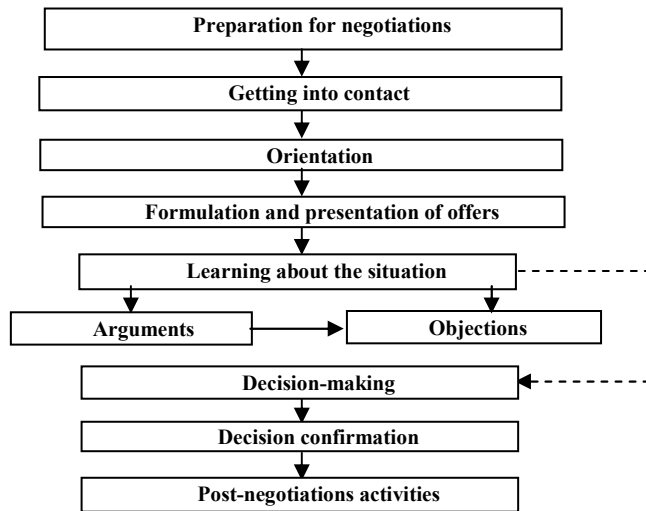 Preparation for negotiations
Getting into contact
Orientation
Formulation and presentation of offers
Learning about the situation
Arguments
Objections
Decision-making
Decision confirmation
Post-negotiations activities